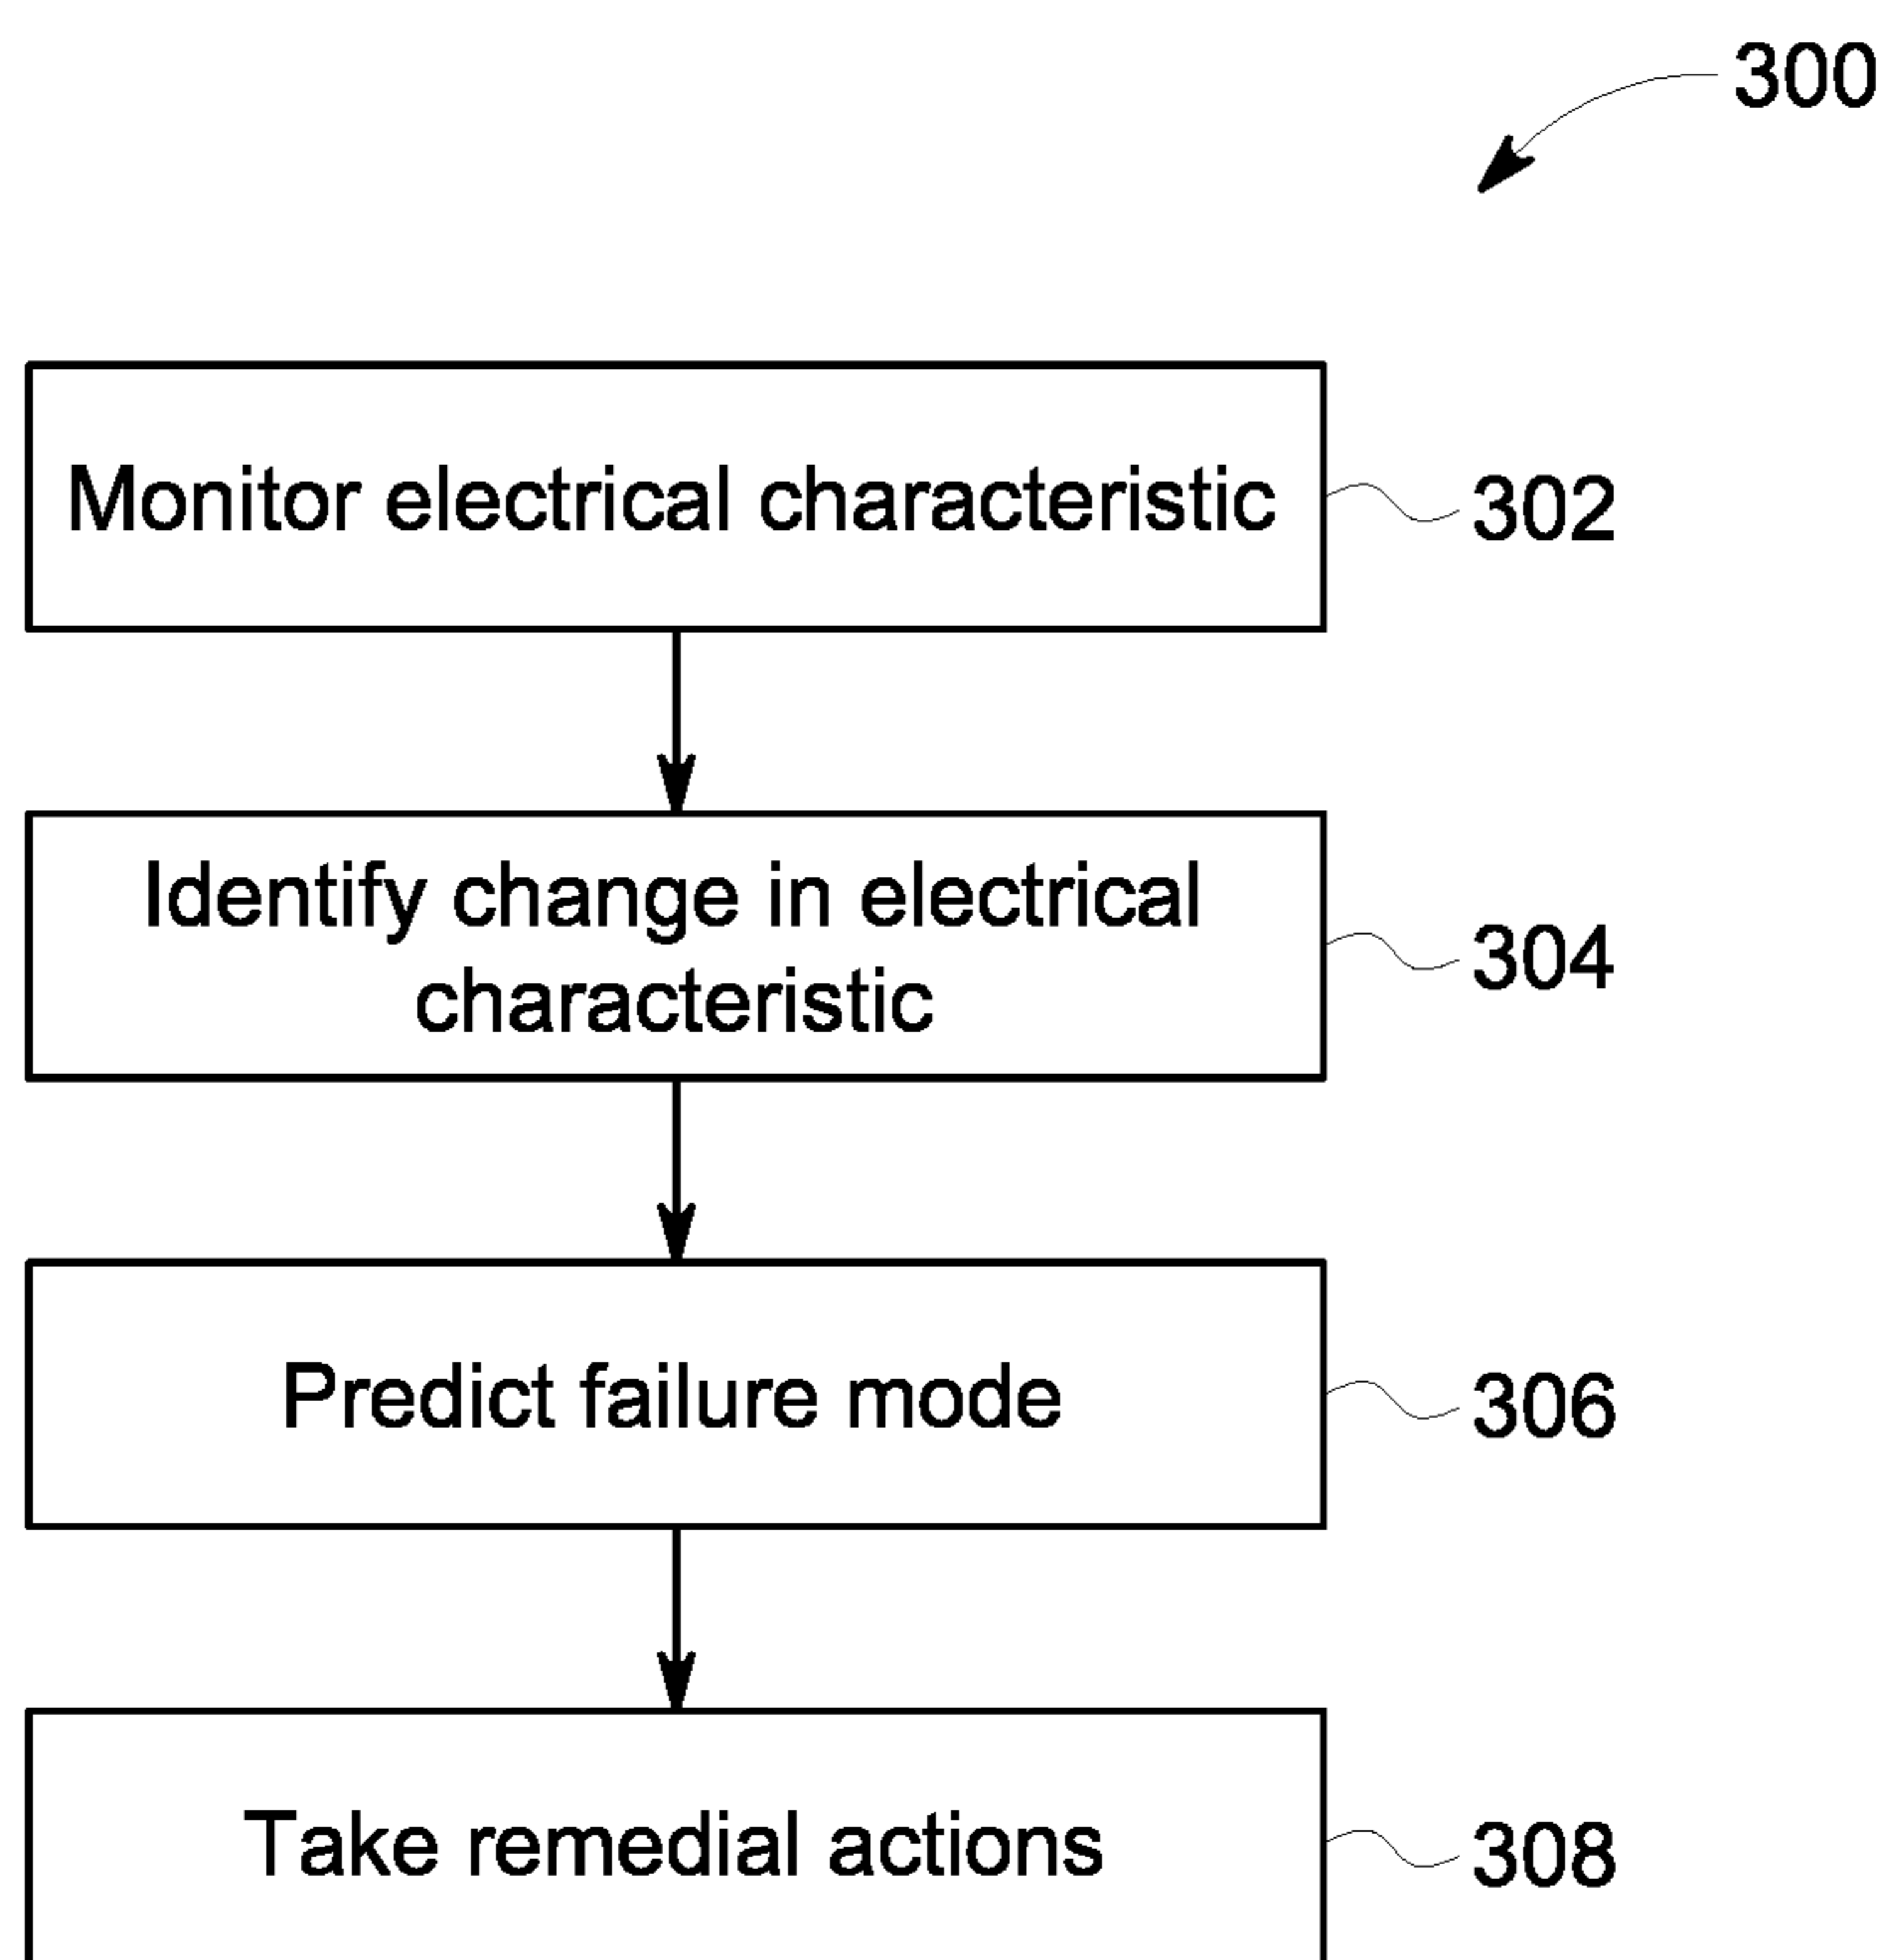 300
Monitor electrical characteristic
302
Identify change in electrical
characteristic
304
Predict failure mode
306
Take remedial actions
308